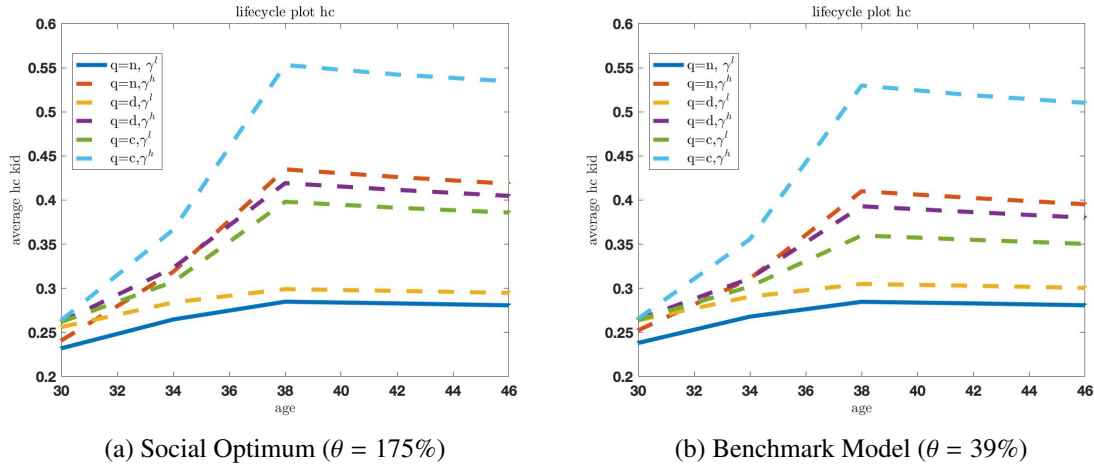 lifecycle plot hc
0.6
0.55
0.5
0.45
0.4
0.35
0.3
0.25
0.2
average hc kid
q=n, γ^l
q=n,γ^h
q=d,γ^l
q=d,γ^h
q=c,γ^l
q=c,γ^h
30 32 34 36 38 40 42 44 46
age
(a) Social Optimum (θ = 175%)
lifecycle plot hc
0.6
0.55
0.5
0.45
0.4
0.35
0.3
0.25
0.2
average hc kid
q=n, γ^l
q=n,γ^h
q=d,γ^l
q=d,γ^h
q=c,γ^l
q=c,γ^h
30 32 34 36 38 40 42 44 46
age
(b) Benchmark Model (θ = 39%)